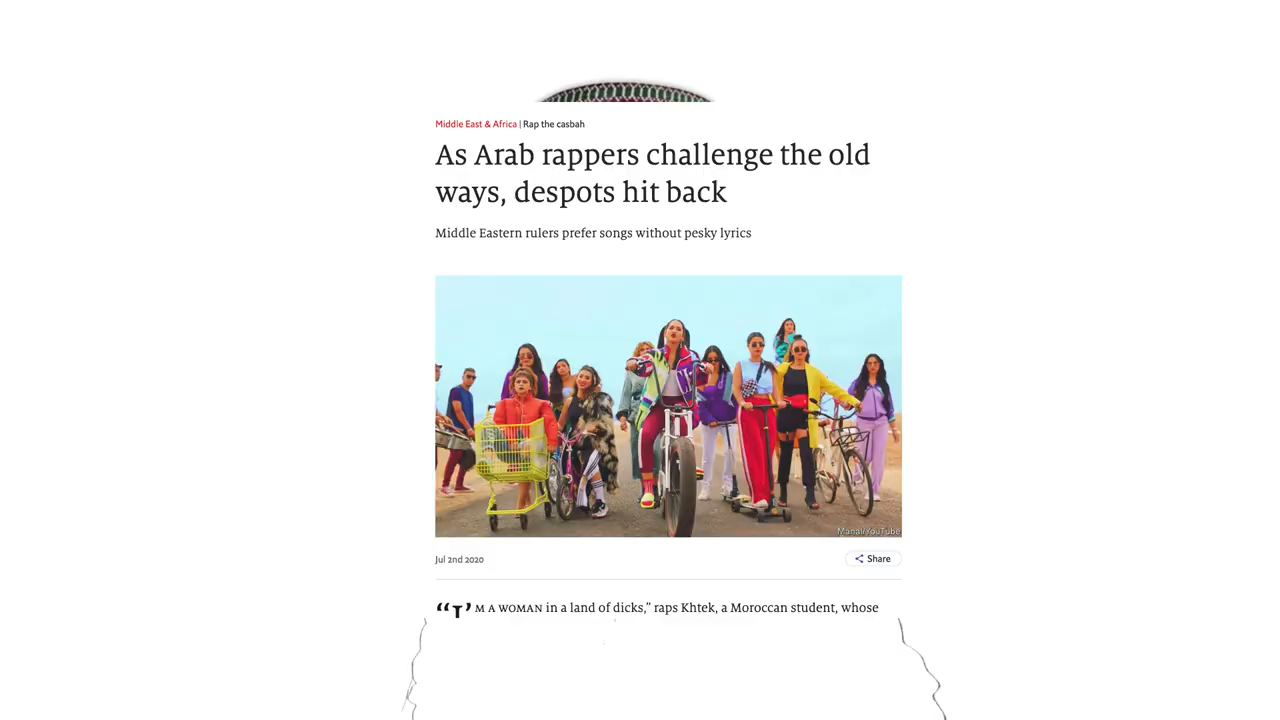 Middle East & Africa | Rap the casbah
As Arab rappers challenge the old
ways, despots hit back
Middle Eastern rulers prefer songs without pesky lyrics
Manal/YouTube
Jul 2nd 2020
Share
“I’M A WOMAN in a land of dicks,” raps Khtek, a Moroccan student, whose